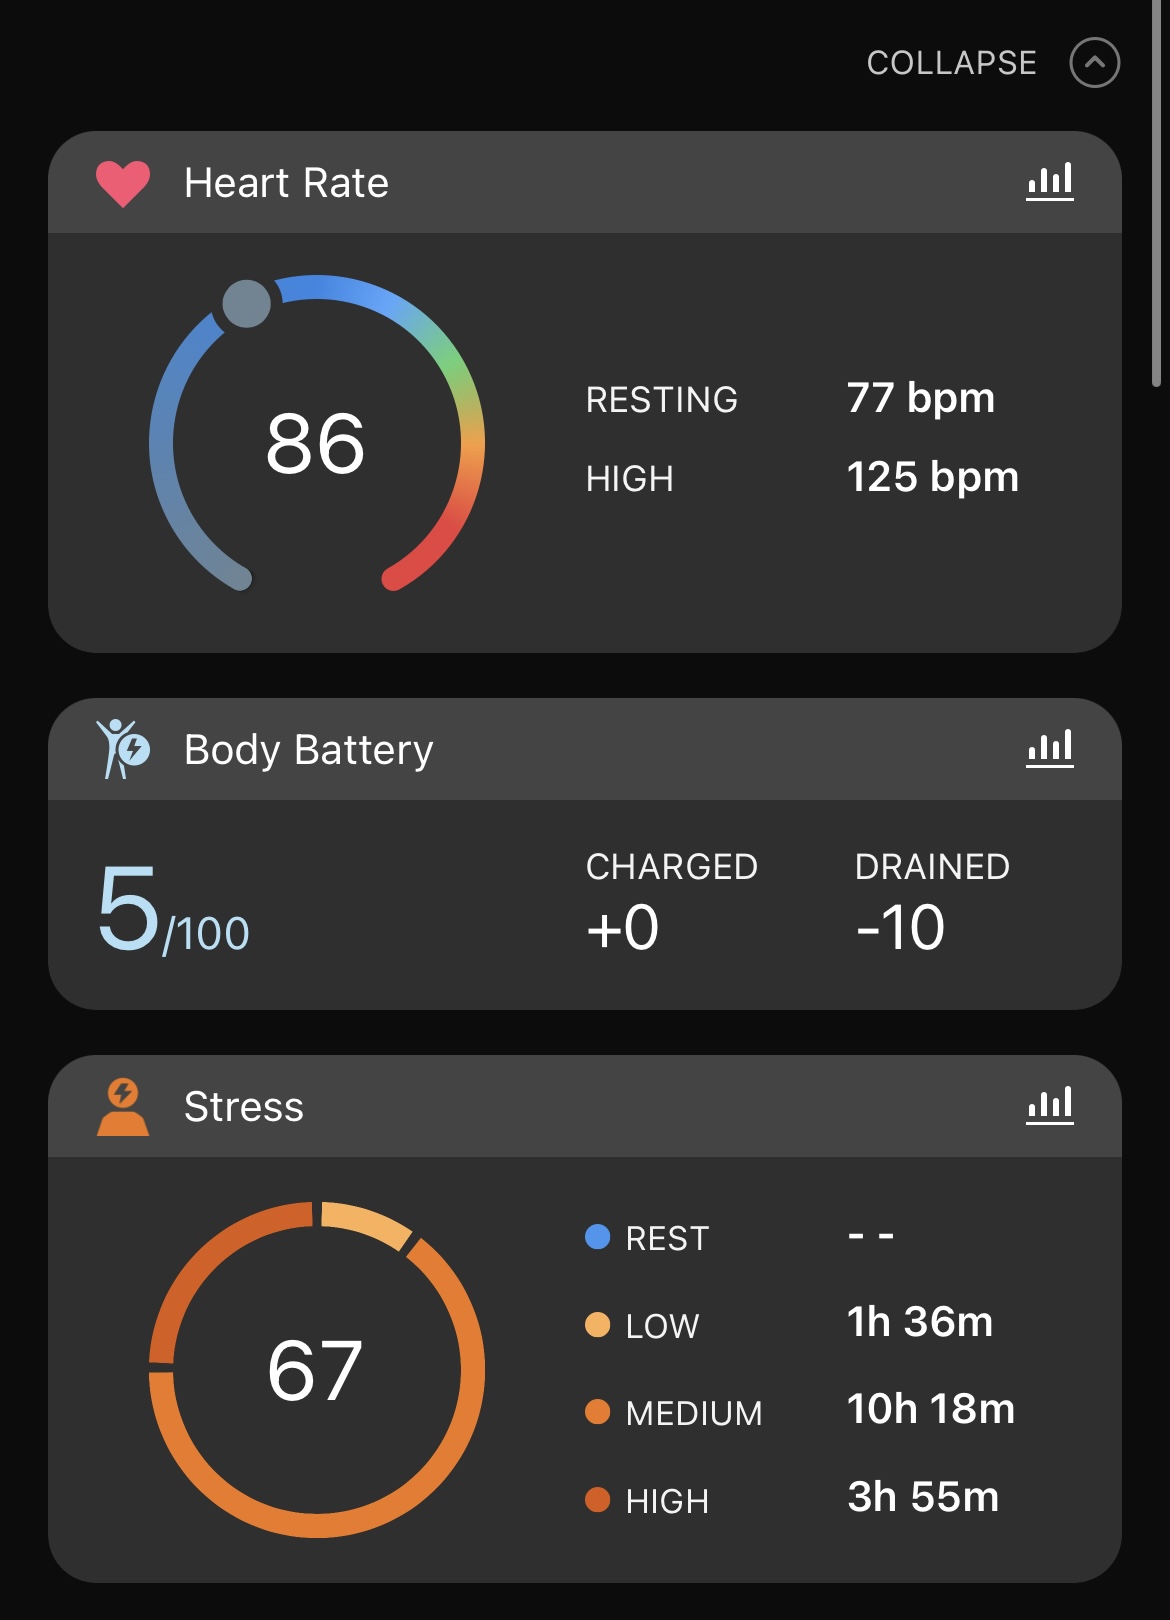 COLLAPSE
Heart Rate
86
RESTING 77 bpm
HIGH 125 bpm
Body Battery
5/100
CHARGED DRAINED
+0 -10
Stress
67
REST - -
LOW 1h 36m
MEDIUM 10h 18m
HIGH 3h 55m